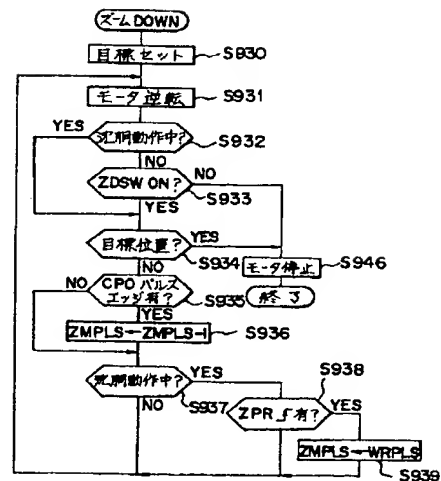 ズームDOWN
目標セット S930
モータ逆転 S931
YES 沈胴動作中? S932
NO
ZDSW ON? NO
S933
YES
目標位置? YES
S934
NO
モータ停止 S946
NO CPO パルス
エッジ有? S935
終了
YES
ZMPLS←ZMPLS-1 S936
沈胴動作中? YES S938
S937
NO
ZPR 有? YES
ZMPLS←WRPLS
S939